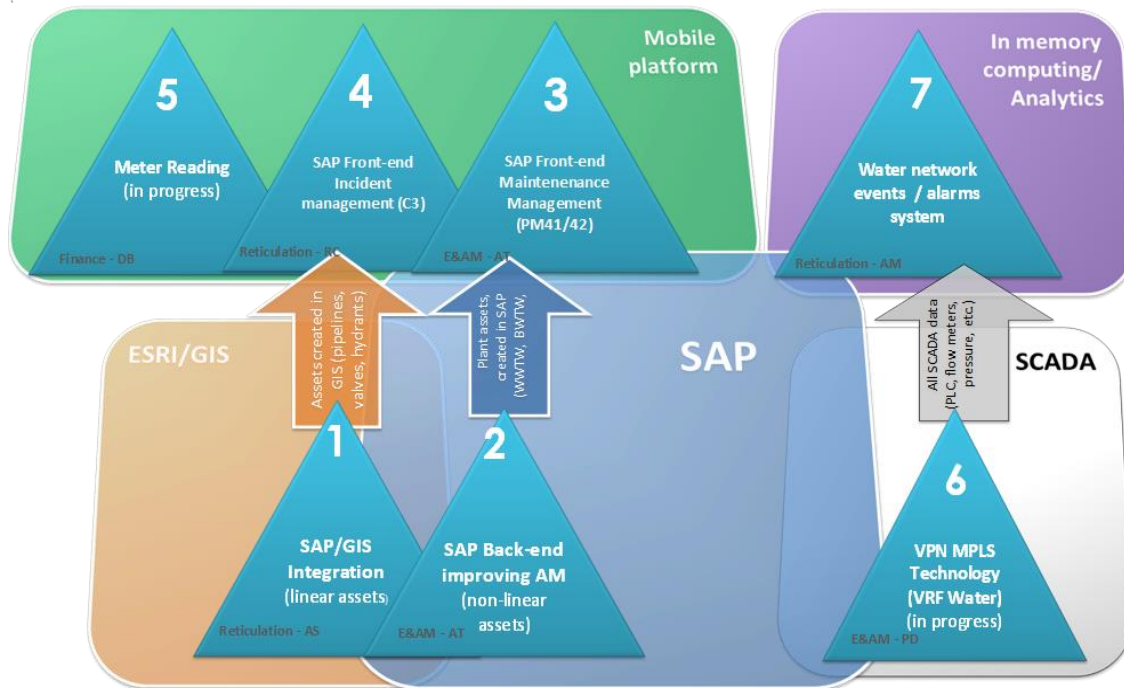 Mobile
platform
In memory
computing/
Analytics
5
Meter Reading
(in progress)
Finance - DB
4
SAP Front-end
Incident
management (C3)
Reticulation - RC
3
SAP Front-end
Maintenenance
Management
(PM41/42)
E&AM - AT
7
Water network
events / alarms
system
Reticulation - AM
Assets created in
GIS (pipelines,
valves, hydrants)
Plant assets,
created in SAP
(WWTW, BWTW,
All SCADA data
(PLC, flow meters,
pressure, etc.)
ESRI/GIS
SAP
SCADA
1
SAP/GIS
Integration
(linear assets)
Reticulation - AS
2
SAP Back-end
improving AM
(non-linear
assets)
E&AM - AT
6
VPN MPLS
Technology
(VRF Water)
(in progress)
E&AM - PD